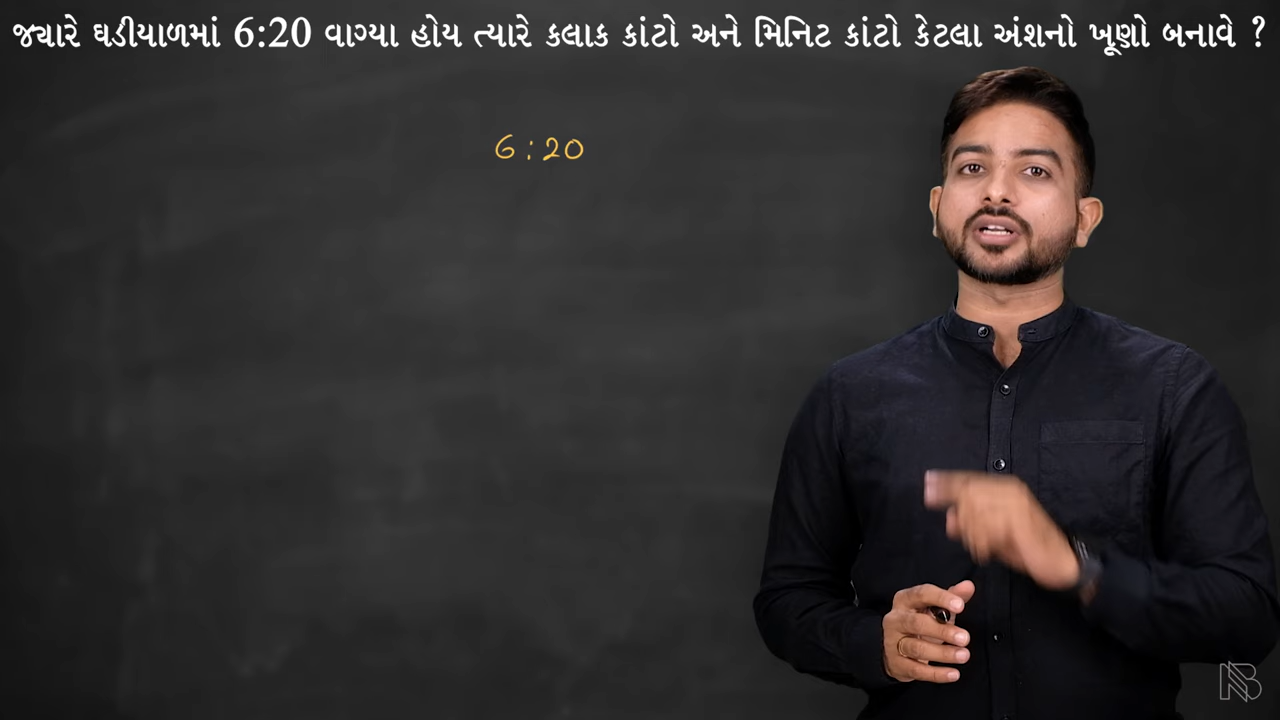 જ્યારે ઘડીયાળમાં 6:20 વાગ્યા હોય ત્યારે કલાક કાંટો અને મિનિટ કાંટો કેટલા અંશનો ખૂણો બનાવે ?
6:20